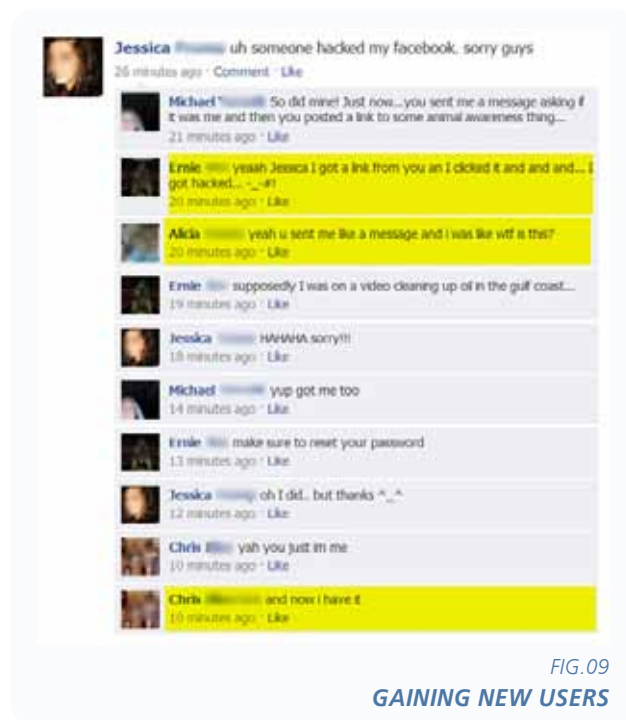 Jessica uh someone hacked my facebook. sorry guys
26 minutes ago · Comment · Like
Michael So did mine! Just now...you sent me a message asking if
it was me and then you posted a link to some animal awareness thing...
21 minutes ago · Like
Ernie yeaah Jessica I got a link from you an I clicked it and and and... I
got hacked... -_-#!
20 minutes ago · Like
Alicia yeah u sent me like a message and i was like wtf is this?
20 minutes ago · Like
Ernie supposedly I was on a video cleaning up oil in the gulf coast...
19 minutes ago · Like
Jessica HAHAHA sorry!!!
18 minutes ago · Like
Michael yup got me too
14 minutes ago · Like
Ernie make sure to reset your password
13 minutes ago · Like
Jessica oh I did.. but thanks ^_^
12 minutes ago · Like
Chris yah you just im me
10 minutes ago · Like
Chris and now i have it
10 minutes ago · Like
FIG.09
GAINING NEW USERS